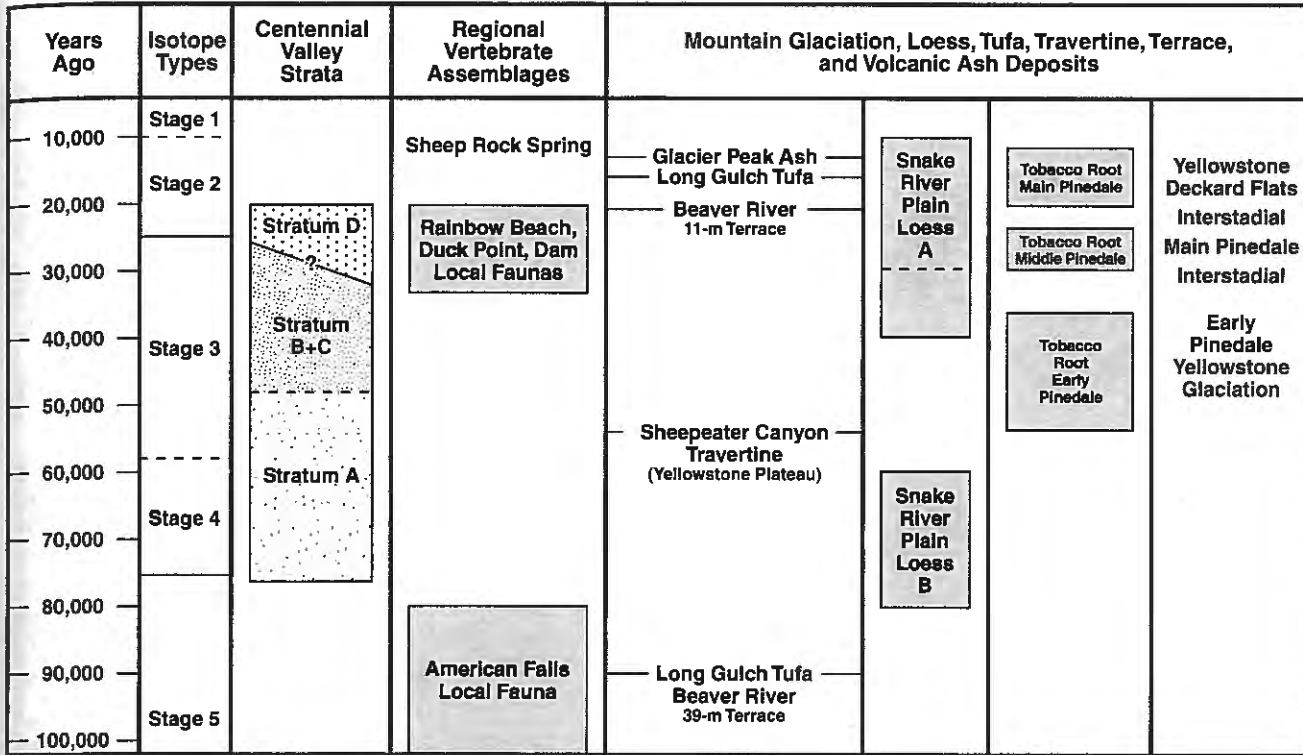 Years
Ago
Isotope
Types
Centennial
Valley
Strata
Regional
Vertebrate
Assemblages
Mountain Glaciation, Loess, Tufa, Travertine, Terrace,
and Volcanic Ash Deposits
10,000
20,000
30,000
40,000
50,000
60,000
70,000
80,000
90,000
100,000
Stage 1
Stage 2
Stage 3
Stage 4
Stage 5
Stratum D
?
Stratum
B+C
Stratum A
Sheep Rock Spring
Rainbow Beach,
Duck Point, Dam
Local Faunas
American Falls
Local Fauna
Glacier Peak Ash
Long Gulch Tufa
Beaver River
11-m Terrace
Sheepeater Canyon
Travertine
(Yellowstone Plateau)
Long Gulch Tufa
Beaver River
39-m Terrace
Snake
River
Plain
Loess
A
Snake
River
Plain
Loess
B
Tobacco Root
Main Pinedale
Tobacco Root
Middle Pinedale
Tobacco
Root
Early
Pinedale
Yellowstone
Deckard Flats
Interstadial
Main Pinedale
Interstadial
Early
Pinedale
Yellowstone
Glaciation